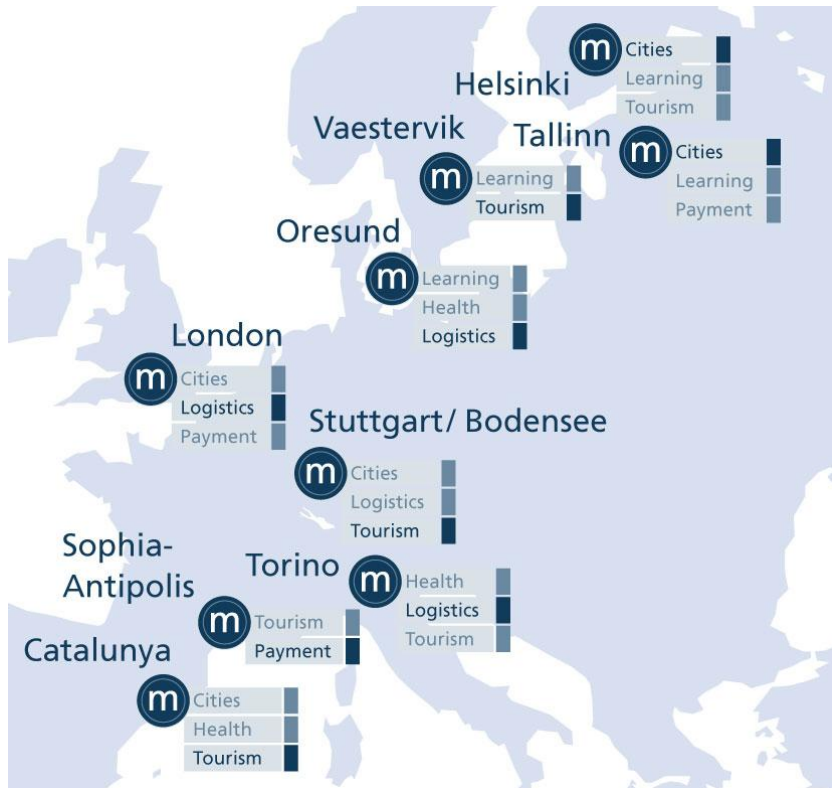 Helsinki
m
Cities
Learning
Tourism
Vaestervik
m
Learning
Tourism
Tallinn
m
Cities
Learning
Payment
Oresund
m
Learning
Health
Logistics
London
m
Cities
Logistics
Payment
Stuttgart/ Bodensee
m
Cities
Logistics
Tourism
Sophia-
Antipolis
m
Tourism
Payment
Torino
m
Health
Logistics
Tourism
Catalunya
m
Cities
Health
Tourism